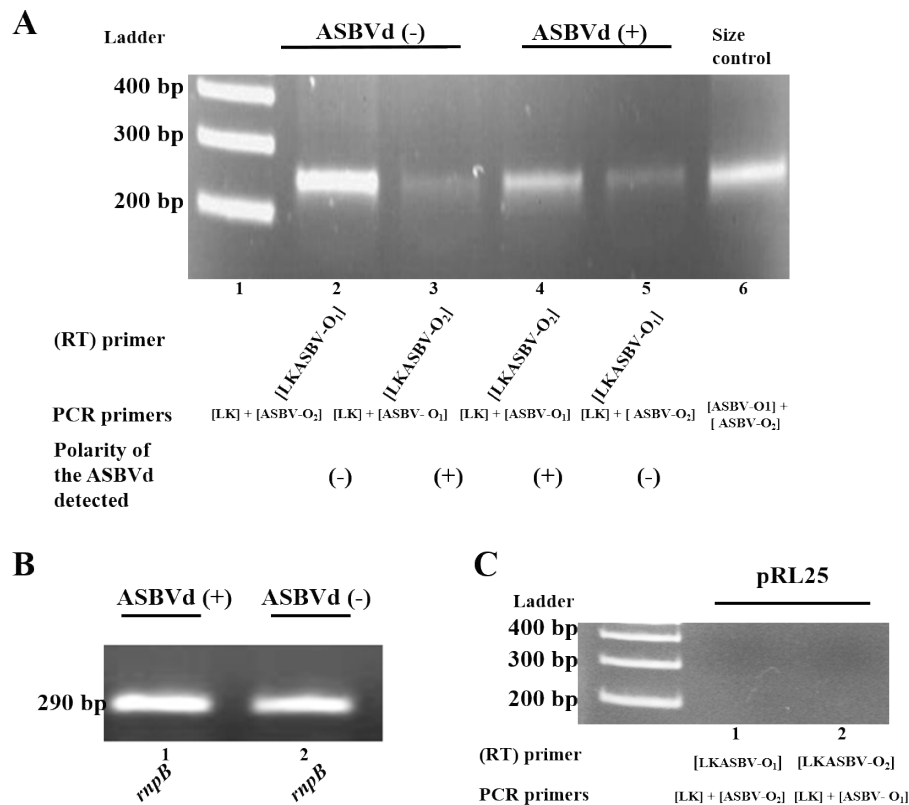 A
Ladder ASBVd (-) ASBVd (+) Size control
400 bp
300 bp
200 bp
1 2 3 4 5 6
(RT) primer [LKASBV-O₁] [LKASBV-O₂] [LKASBV-O₂] [LKASBV-O₁]
PCR primers [LK] + [ASBV-O₂] [LK] + [ASBV- O₁] [LK] + [ASBV-O₁] [LK] + [ ASBV-O₂] [ASBV-O1] + [ ASBV-O₂]
Polarity of
the ASBVd
detected
(-) (+) (+) (-)
B
ASBVd (+) ASBVd (-)
290 bp
1 2
rnpB rnpB
C
pRL25
Ladder
400 bp
300 bp
200 bp
1 2
(RT) primer [LKASBV-O₁] [LKASBV-O₂]
PCR primers [LK] + [ASBV-O₂] [LK] + [ASBV- O₁]